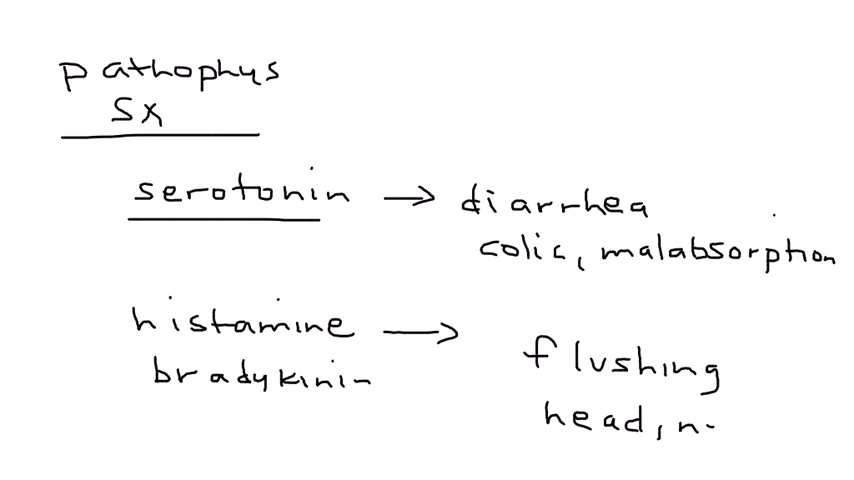 pathophys
sx
serotonin → diarrhea
colic, malabsorption
histamine → flushing
bradykinin
head, n